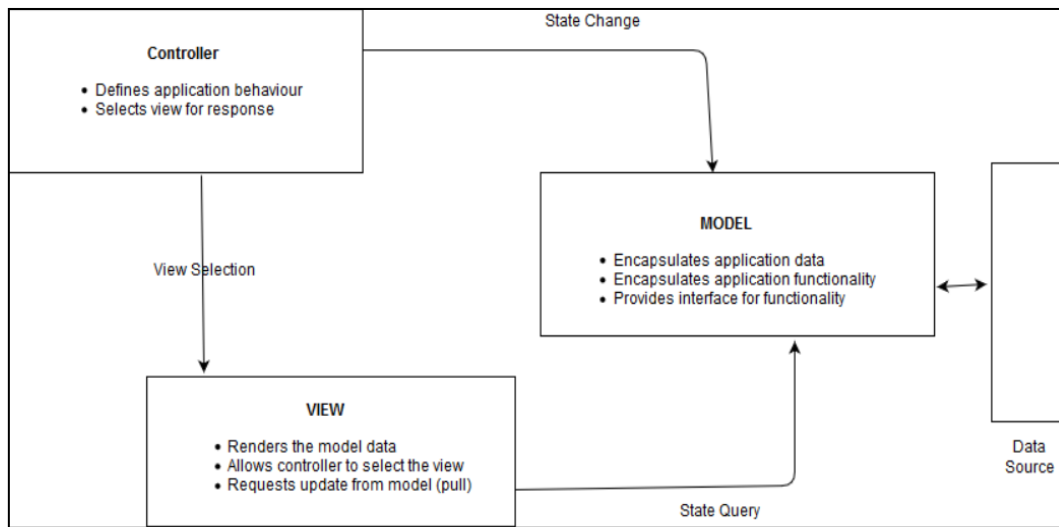 State Change
Controller
• Defines application behaviour
• Selects view for response
MODEL
• Encapsulates application data
• Encapsulates application functionality
• Provides interface for functionality
View Selection
VIEW
• Renders the model data
• Allows controller to select the view
• Requests update from model (pull)
Data
Source
State Query